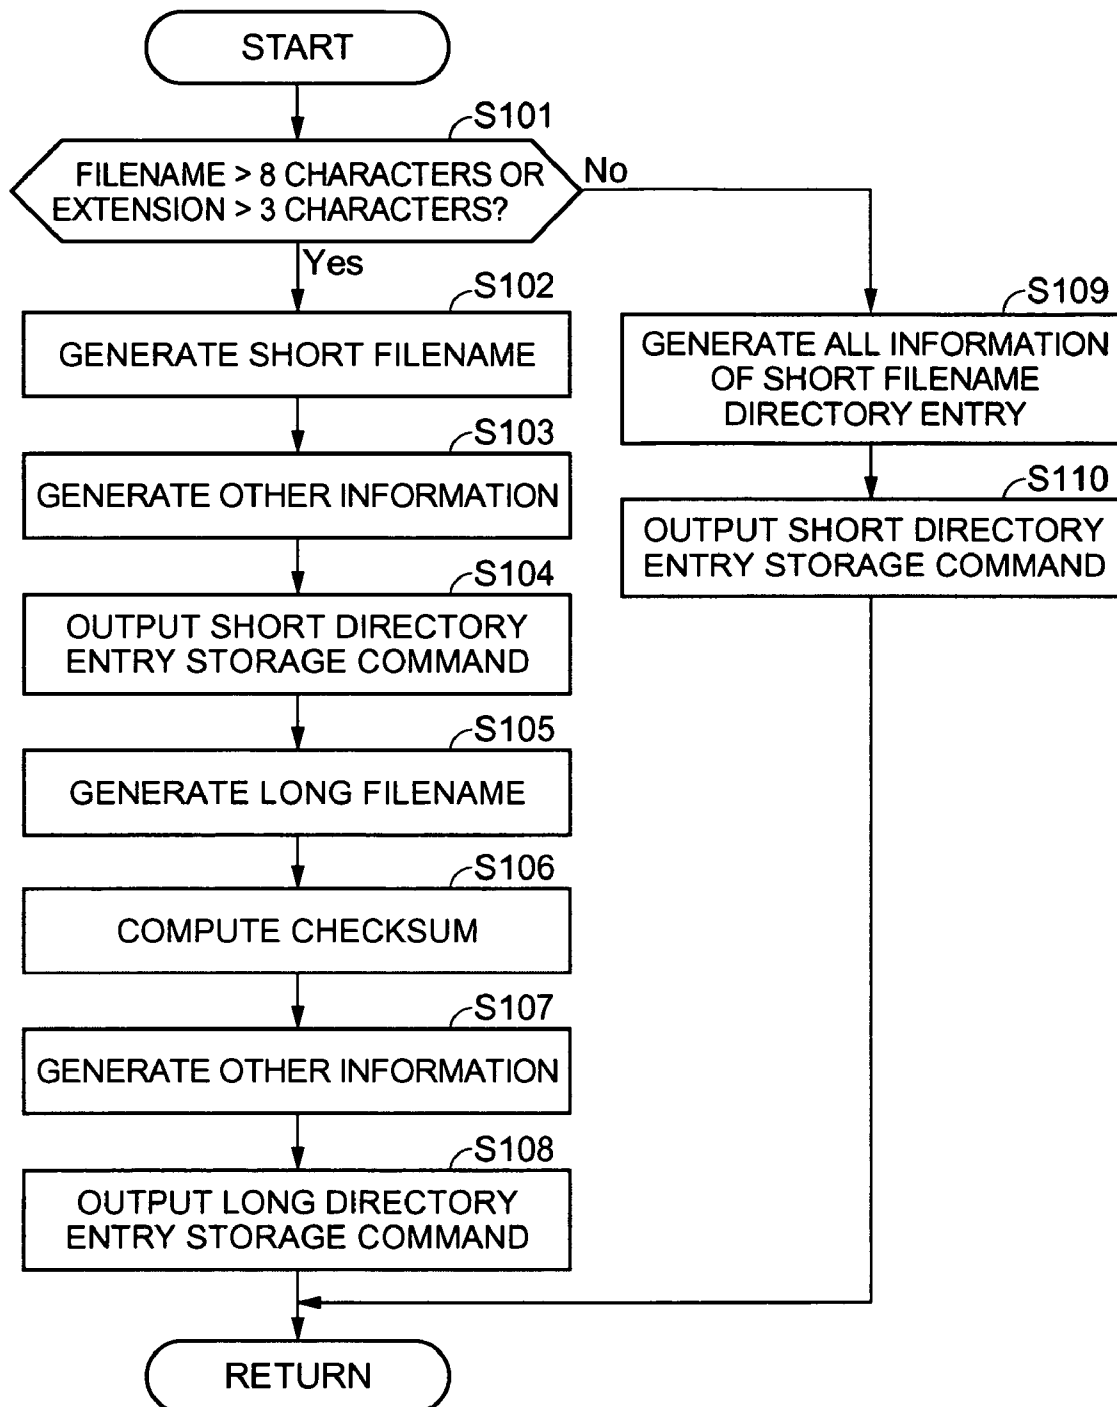 START
S101
FILENAME > 8 CHARACTERS OR
EXTENSION > 3 CHARACTERS?
No
Yes
S102
GENERATE SHORT FILENAME
S103
GENERATE OTHER INFORMATION
S104
OUTPUT SHORT DIRECTORY
ENTRY STORAGE COMMAND
S105
GENERATE LONG FILENAME
S106
COMPUTE CHECKSUM
S107
GENERATE OTHER INFORMATION
S108
OUTPUT LONG DIRECTORY
ENTRY STORAGE COMMAND
S109
GENERATE ALL INFORMATION
OF SHORT FILENAME
DIRECTORY ENTRY
S110
OUTPUT SHORT DIRECTORY
ENTRY STORAGE COMMAND
RETURN